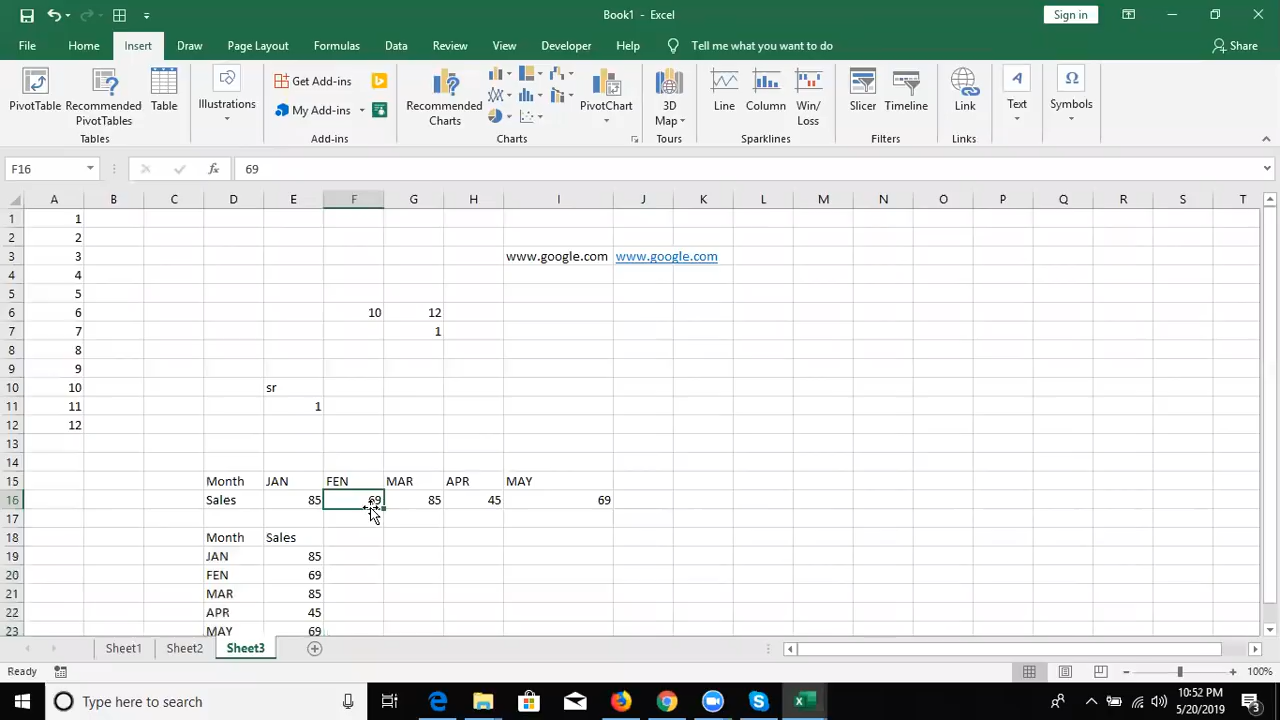 Book1 - Excel
Sign in
File Home Insert Draw Page Layout Formulas Data Review View Developer Help Tell me what you want to do Share
PivotTable Recommended PivotTables Table Illustrations Get Add-ins My Add-ins Recommended Charts PivotChart 3D Map Line Column Win/Loss Slicer Timeline Link Text Symbols
Tables Add-ins Charts Tours Sparklines Filters Links
F16 fx 69
A B C D E F G H I J K L M N O P Q R S T
1 1
2 2
3 3 www.google.com www.google.com
4 4
5 5
6 6 10 12
7 7 1
8 8
9 9
10 10 sr
11 11 1
12 12
13
14
15 Month JAN FEN MAR APR MAY
16 Sales 85 69 85 45 69
17
18 Month Sales
19 JAN 85
20 FEN 69
21 MAR 85
22 APR 45
23 MAY 69
Sheet1 Sheet2 Sheet3
Ready 100%
Type here to search 10:52 PM
5/20/2019 3